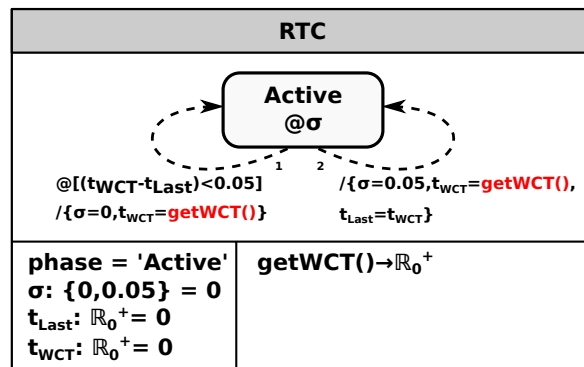 RTC
Active
@σ
1 2
@[(tWCT-tLast)<0.05]
/{σ=0,tWCT=getWCT()}
/{σ=0.05,tWCT=getWCT(),
tLast=tWCT}
phase = 'Active'
σ: {0,0.05} = 0
tLast: ℝ₀⁺= 0
tWCT: ℝ₀⁺= 0
getWCT()→ℝ₀⁺